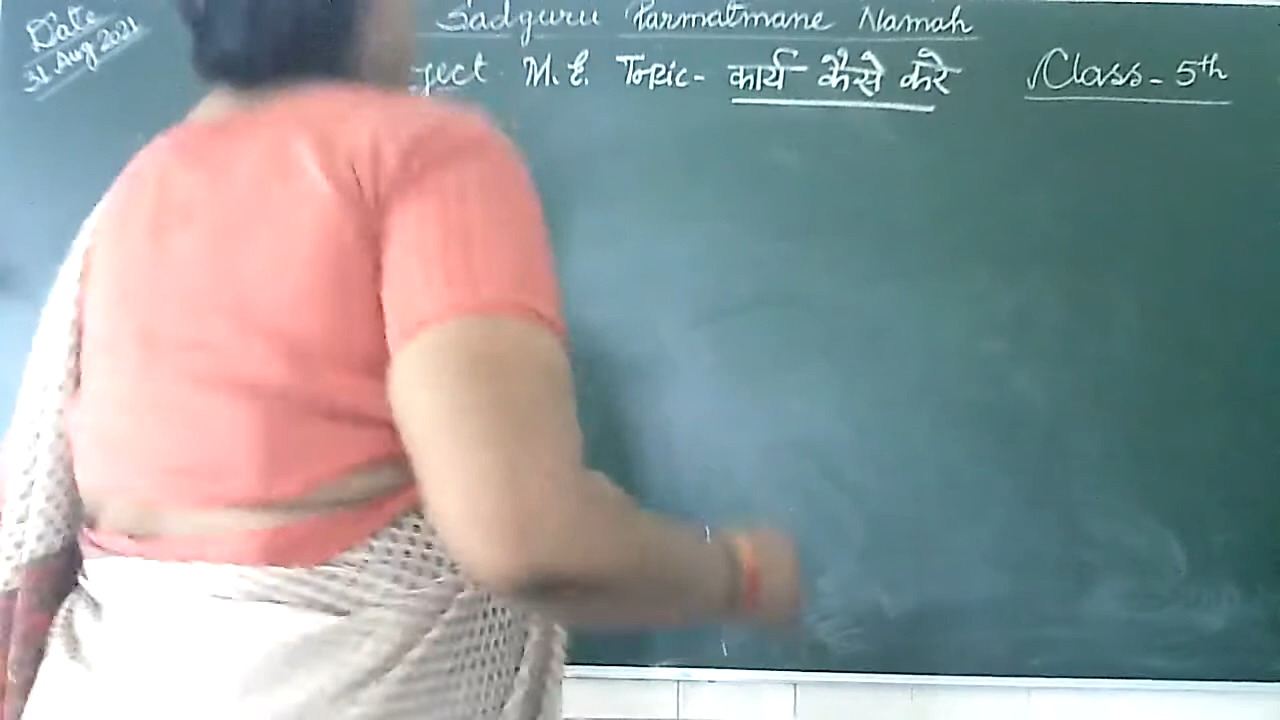 Date
31 Aug 2021
Sadguru Parmatmane Namah
ject M.E. Topic- कार्य कैसे करे
Class-5th